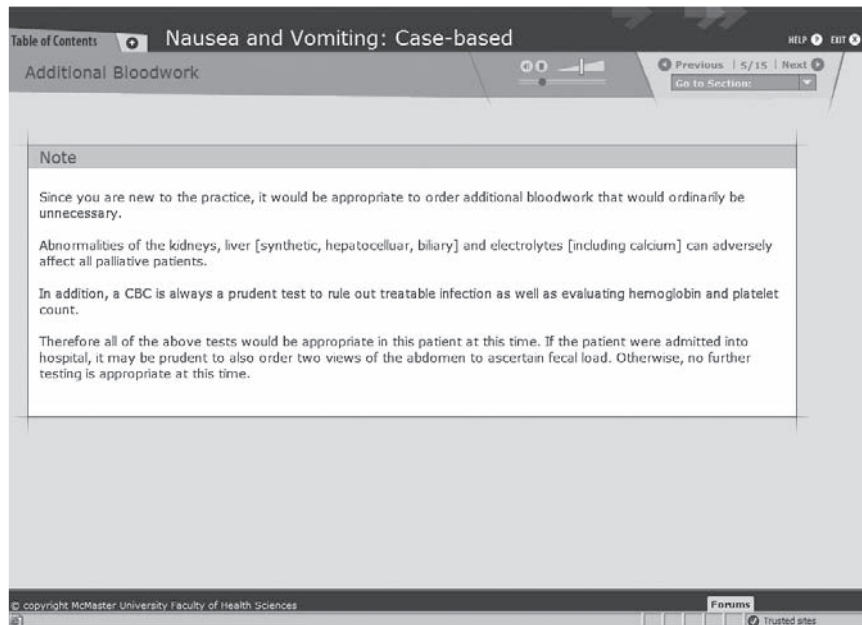 Table of Contents Nausea and Vomiting: Case-based HELP ? EXIT X
Additional Bloodwork
Previous | 5/15 | Next
Go to Section:
Note
Since you are new to the practice, it would be appropriate to order additional bloodwork that would ordinarily be
unnecessary.
Abnormalities of the kidneys, liver [synthetic, hepatocelluar, biliary] and electrolytes [including calcium] can adversely
affect all palliative patients.
In addition, a CBC is always a prudent test to rule out treatable infection as well as evaluating hemoglobin and platelet
count.
Therefore all of the above tests would be appropriate in this patient at this time. If the patient were admitted into
hospital, it may be prudent to also order two views of the abdomen to ascertain fecal load. Otherwise, no further
testing is appropriate at this time.
© copyright McMaster University Faculty of Health Sciences Forums
Trusted sites